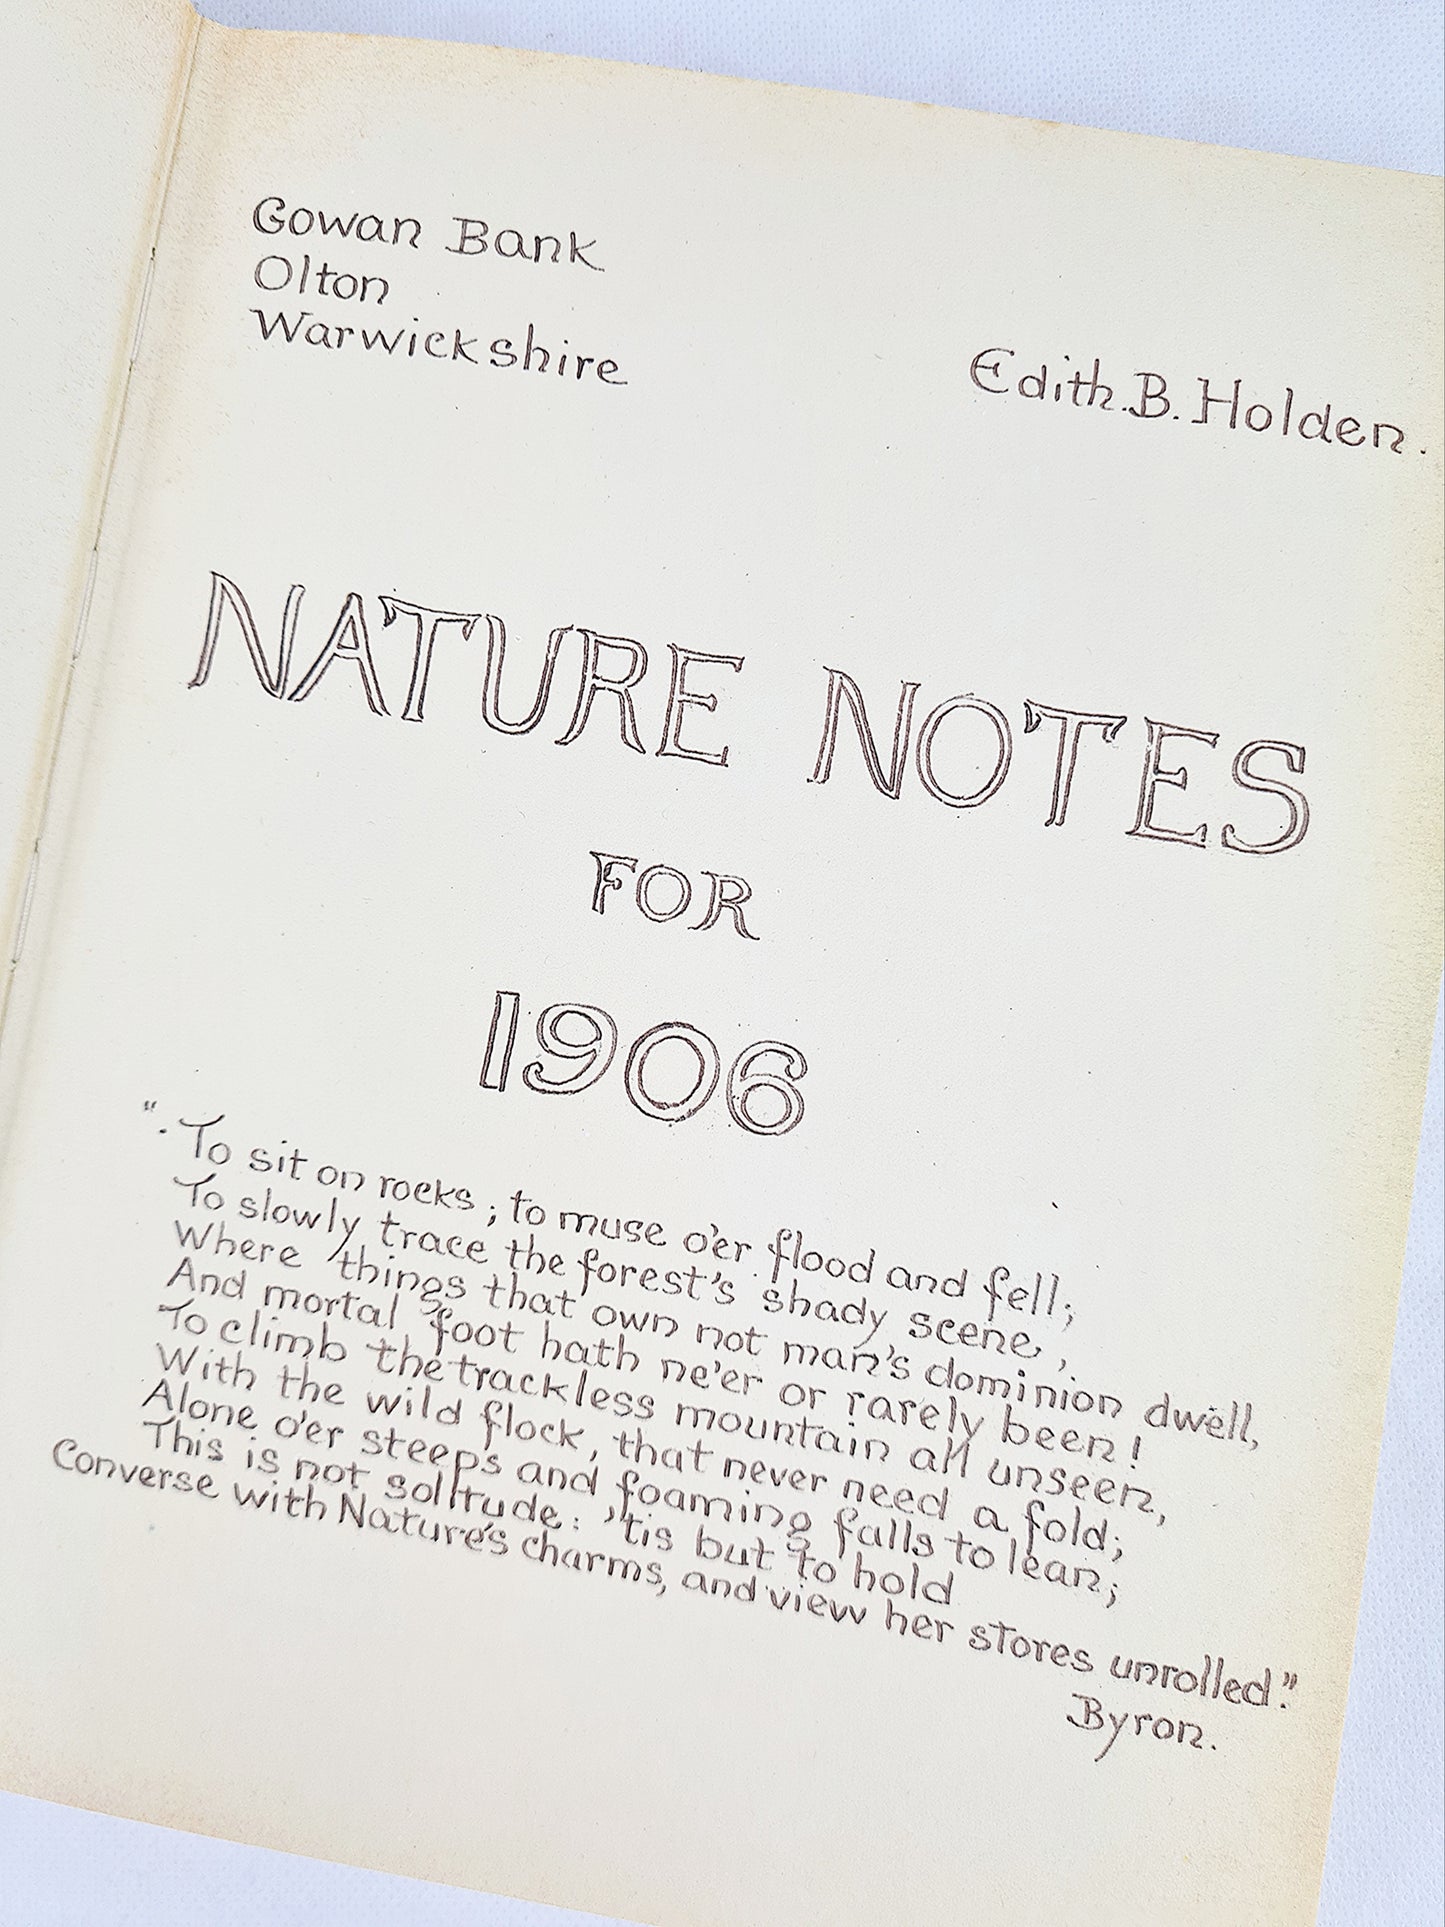 Gowan Bank
Olton
Warwickshire
Edith. B. Holden.
NATURE NOTES
FOR
1906
". To sit on rocks ; to muse o'er flood and fell ;
To slowly trace the forest's shady scene ,
Where things that own not man's dominion dwell,
And mortal foot hath ne'er or rarely been !
To climb the trackless mountain all unseen,
With the wild flock, that never need a fold;
Alone o'er steeps and foaming falls to lean;
This is not solitude : 'tis but to hold
Converse with Nature's charms, and view her stores unrolled."
Byron.